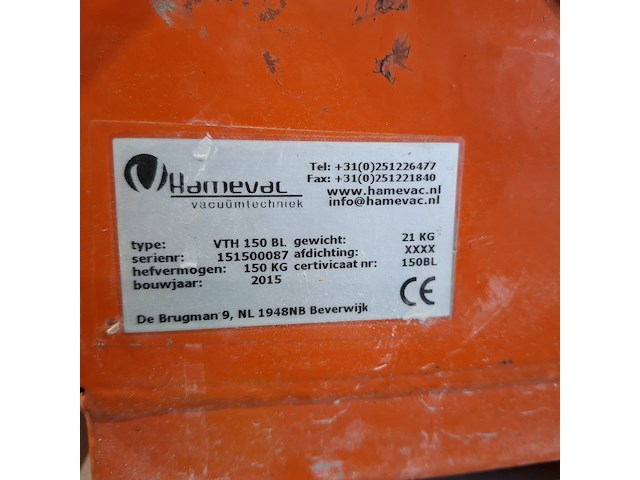 Hamevac
vacuümtechniek
Tel: +31(0)251226477
Fax: +31(0)251221840
www.hamevac.nl
info@hamevac.nl
type: VTH 150 BL gewicht: 21 KG
serienr: 151500087 afdichting: XXXX
hefvermogen: 150 KG certivicaat nr: 150BL
bouwjaar: 2015
CE
De Brugman 9, NL 1948NB Beverwijk